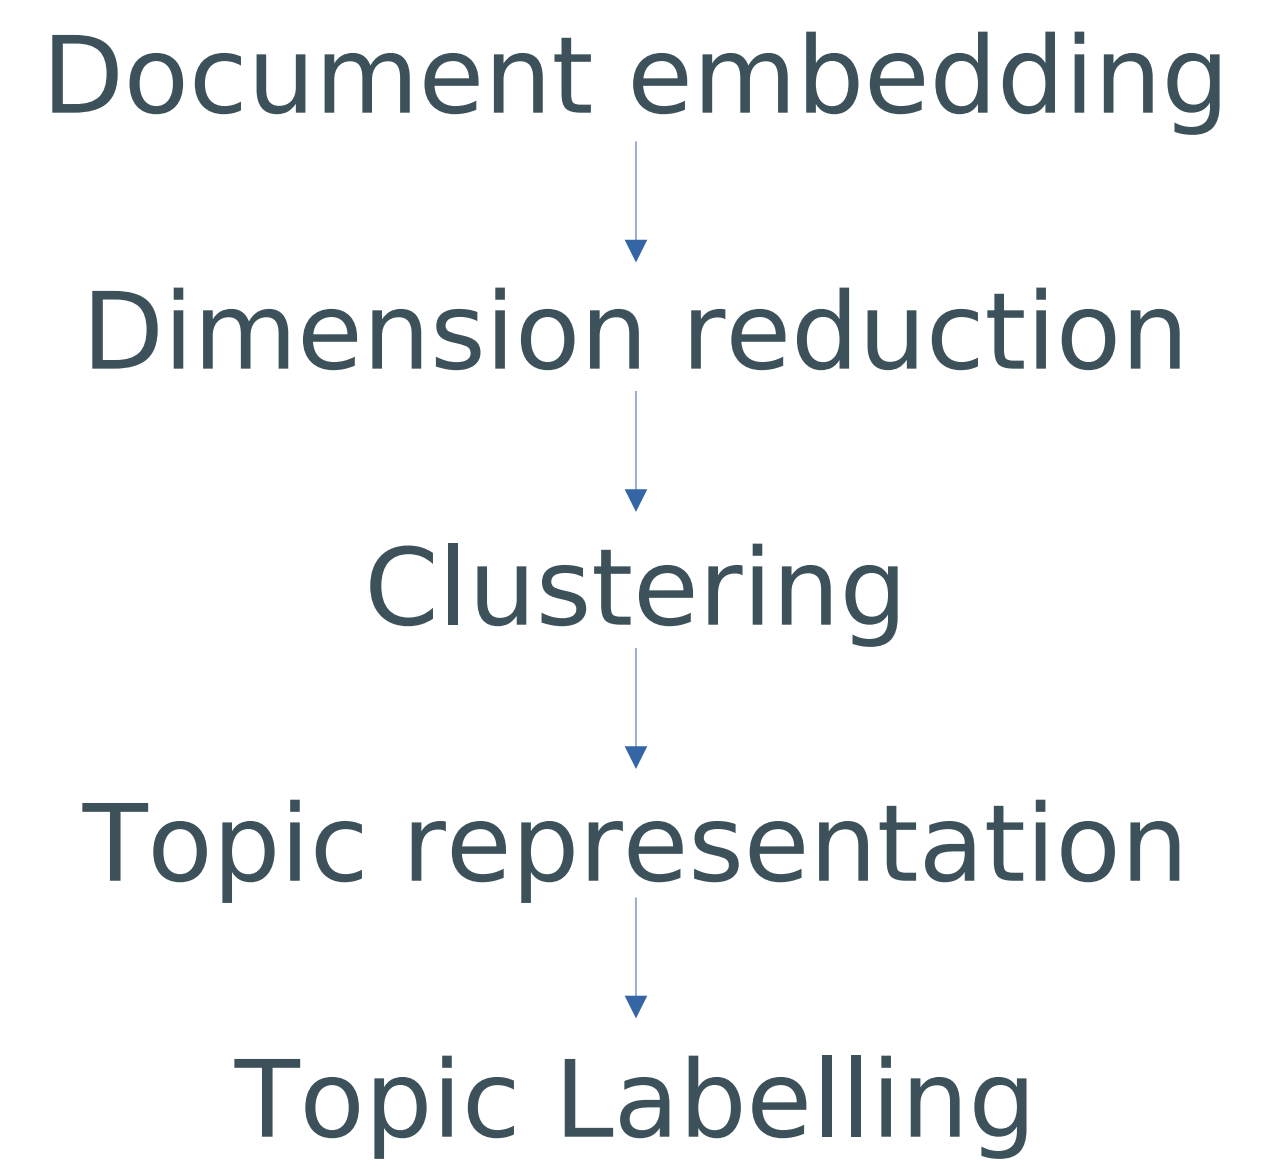 Document embedding
Dimension reduction
Clustering
Topic representation
Topic Labelling